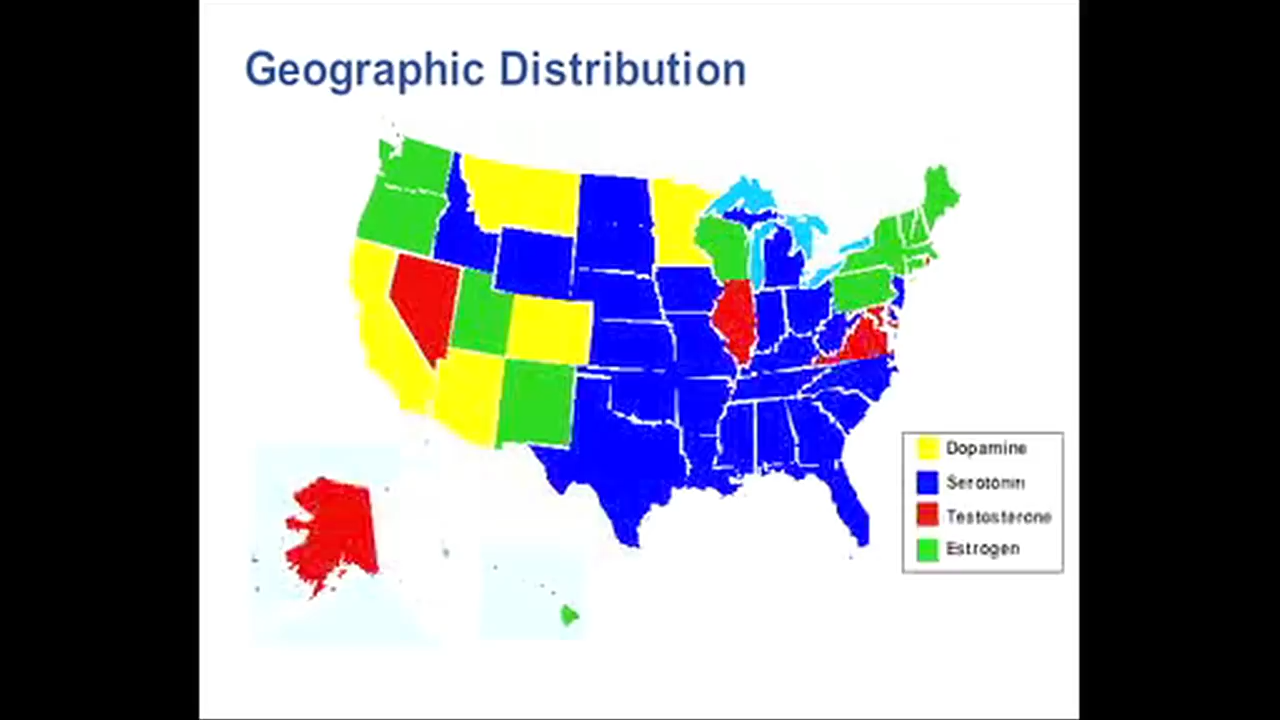 Geographic Distribution
Dopamine
Serotonin
Testosterone
Estrogen